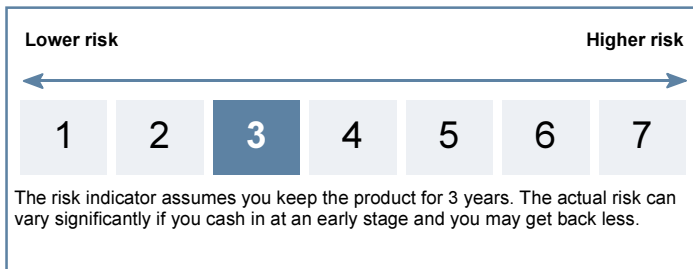 Lower risk Higher risk
1 2 3 4 5 6 7
The risk indicator assumes you keep the product for 3 years. The actual risk can
vary significantly if you cash in at an early stage and you may get back less.